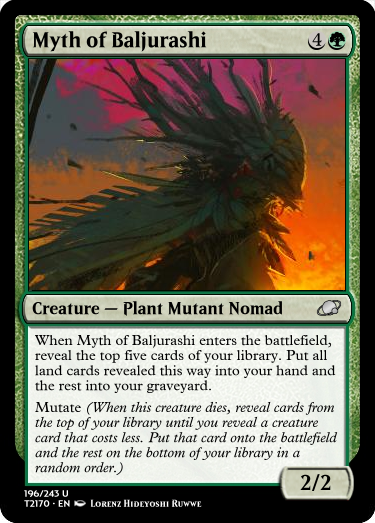 Myth of Baljurashi 4
Creature — Plant Mutant Nomad
When Myth of Baljurashi enters the battlefield,
reveal the top five cards of your library. Put all
land cards revealed this way into your hand and
the rest into your graveyard.
Mutate (When this creature dies, reveal cards from
the top of your library until you reveal a creature
card that costs less. Put that card onto the battlefield
and the rest on the bottom of your library in a
random order.)
2/2
196/243 U
T2170 • EN Lorenz Hideyoshi Ruwwe